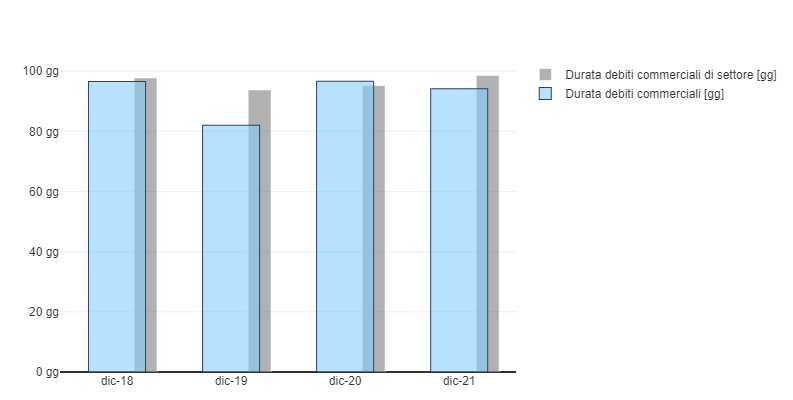 100 gg
80 gg
60 gg
40 gg
20 gg
0 gg
dic-18
dic-19
dic-20
dic-21
Durata debiti commerciali di settore [gg]
Durata debiti commerciali [gg]